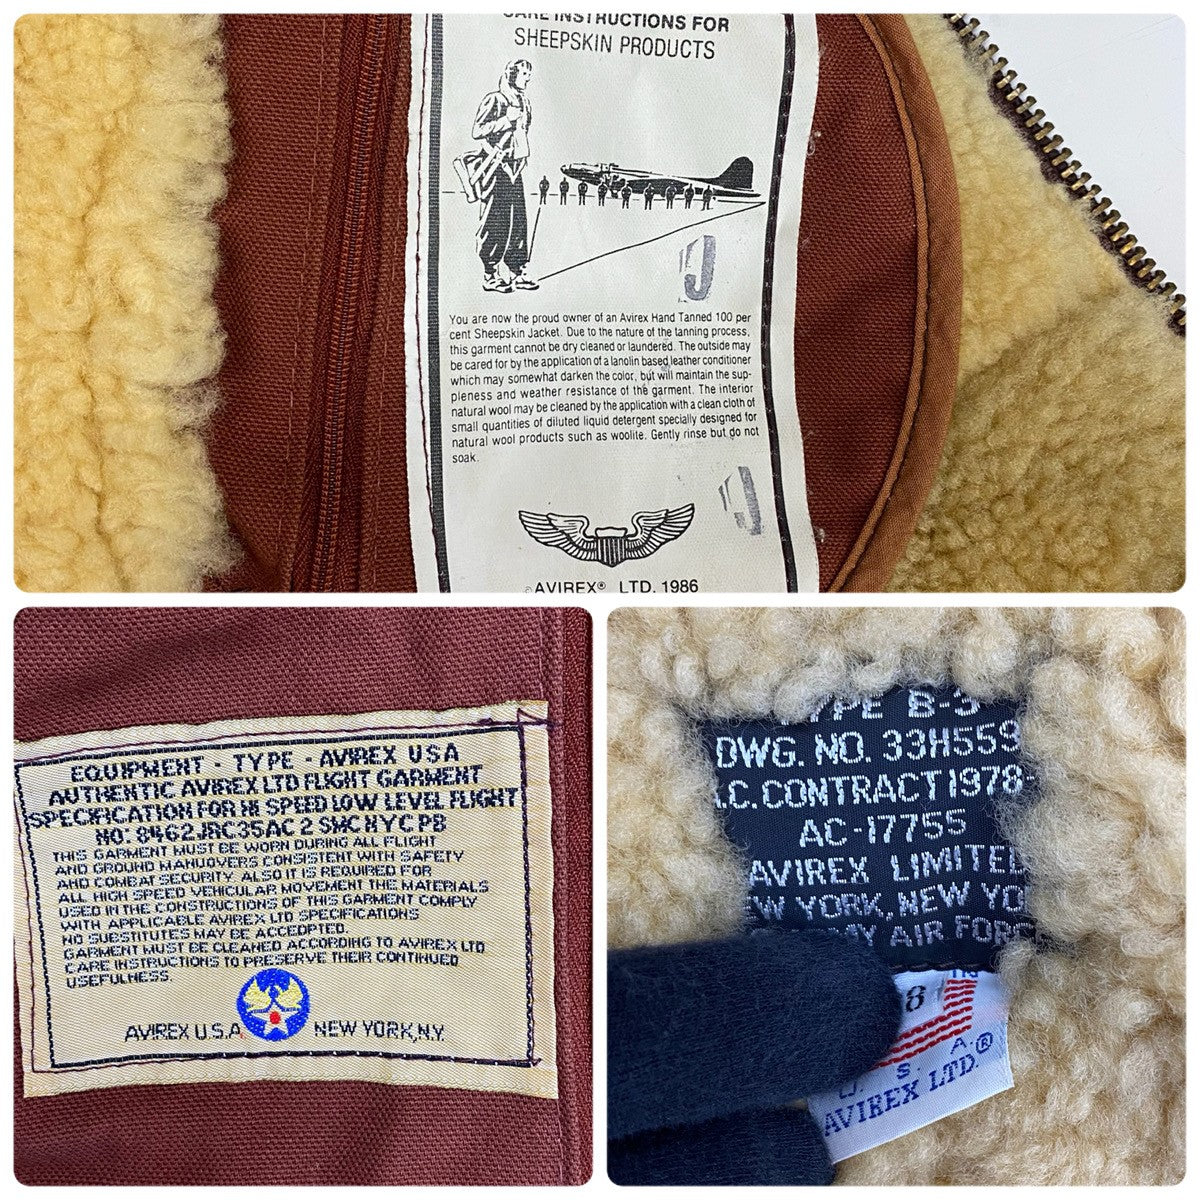 CARE INSTRUCTIONS FOR
SHEEPSKIN PRODUCTS
J
You are now the proud owner of an Avirex Hand Tanned 100 per
cent Sheepskin Jacket. Due to the nature of the tanning process,
this garment cannot be dry cleaned or laundered. The outside may
be cared for by the application of a lanolin based leather conditioner
which may somewhat darken the color, but will maintain the sup-
pleness and weather resistance of the garment. The interior
natural wool may be cleaned by the application with a clean cloth of
small quantities of diluted liquid detergent specially designed for
natural wool products such as woolite. Gently rinse but do not
soak.
J
© AVIREX® LTD. 1986
EQUIPMENT - TYPE - AVIREX USA
AUTHENTIC AVIREX LTD FLIGHT GARMENT
SPECIFICATION FOR HI SPEED LOW LEVEL FLIGHT
NO. 8462JRC35AC 2 SMC NYC PB
THIS GARMENT MUST BE WORN DURING ALL FLIGHT
AND GROUND MANUOVERS CONSISTENT WITH SAFETY
AND COMBAT SECURITY. ALSO IT IS REQUIRED FOR
ALL HIGH SPEED VEHICULAR MOVEMENT THE MATERIALS
USED IN THE CONSTRUCTIONS OF THIS GARMENT COMPLY
WITH APPLICABLE AVIREX LTD SPECIFICATIONS
NO SUBSTITUTES MAY BE ACCEPTED.
GARMENT MUST BE CLEANED ACCORDING TO AVIREX LTD
CARE INSTRUCTIONS TO PRESERVE THEIR CONTINUED
USEFULNESS.
AVIREX U.S.A. NEW YORK, N.Y.
TYPE B-3
DWG. NO. 33H559
.C. CONTRACT 1978-
AC-17755
AVIREX LIMITED
EW YORK, NEW YO
MY AIR FORC
8
U. S. A.
AVIREX LTD.®